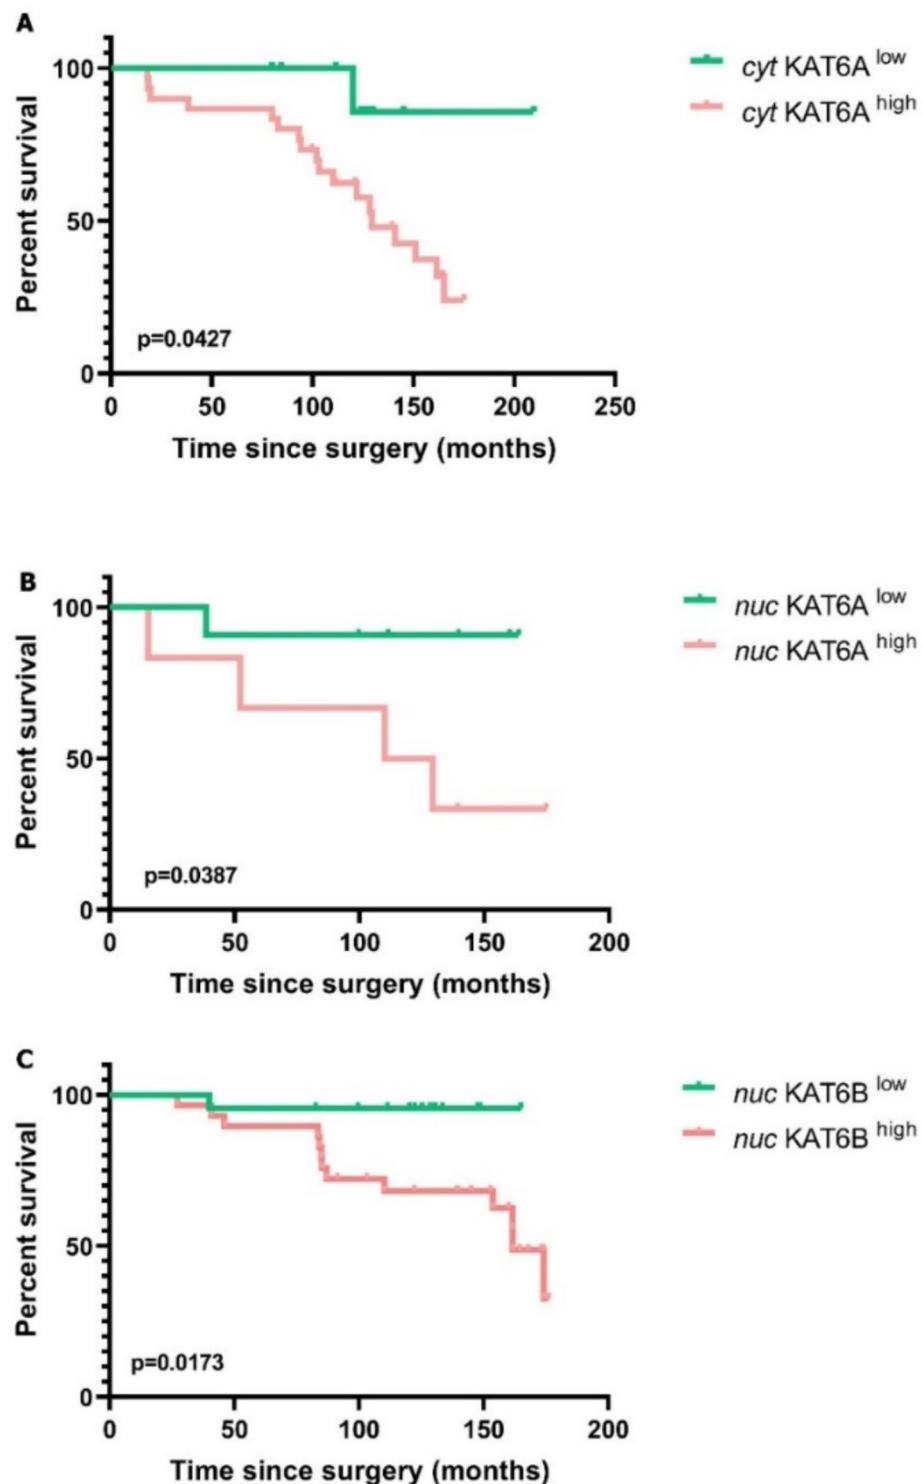 A
Percent survival
100
50
0
0 50 100 150 200 250
Time since surgery (months)
p=0.0427
cyt KAT6A low
cyt KAT6A high
B
Percent survival
100
50
0
0 50 100 150 200
Time since surgery (months)
p=0.0387
nuc KAT6A low
nuc KAT6A high
C
Percent survival
100
50
0
0 50 100 150 200
Time since surgery (months)
p=0.0173
nuc KAT6B low
nuc KAT6B high